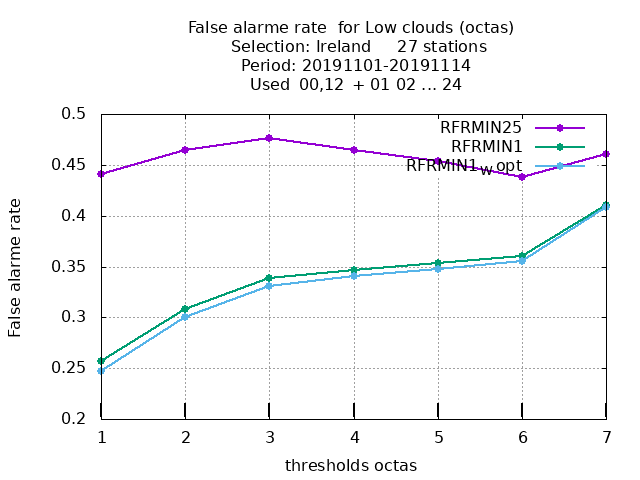 False alarme rate  for Low clouds (octas)
Selection: Ireland     27 stations
Period: 20191101-20191114
Used  00,12  + 01 02 ... 24
0.5
0.45
0.4
0.35
0.3
0.25
0.2
False alarme rate
RFRMIN25
RFRMIN1
RFRMIN1_w opt
1 2 3 4 5 6 7
thresholds octas